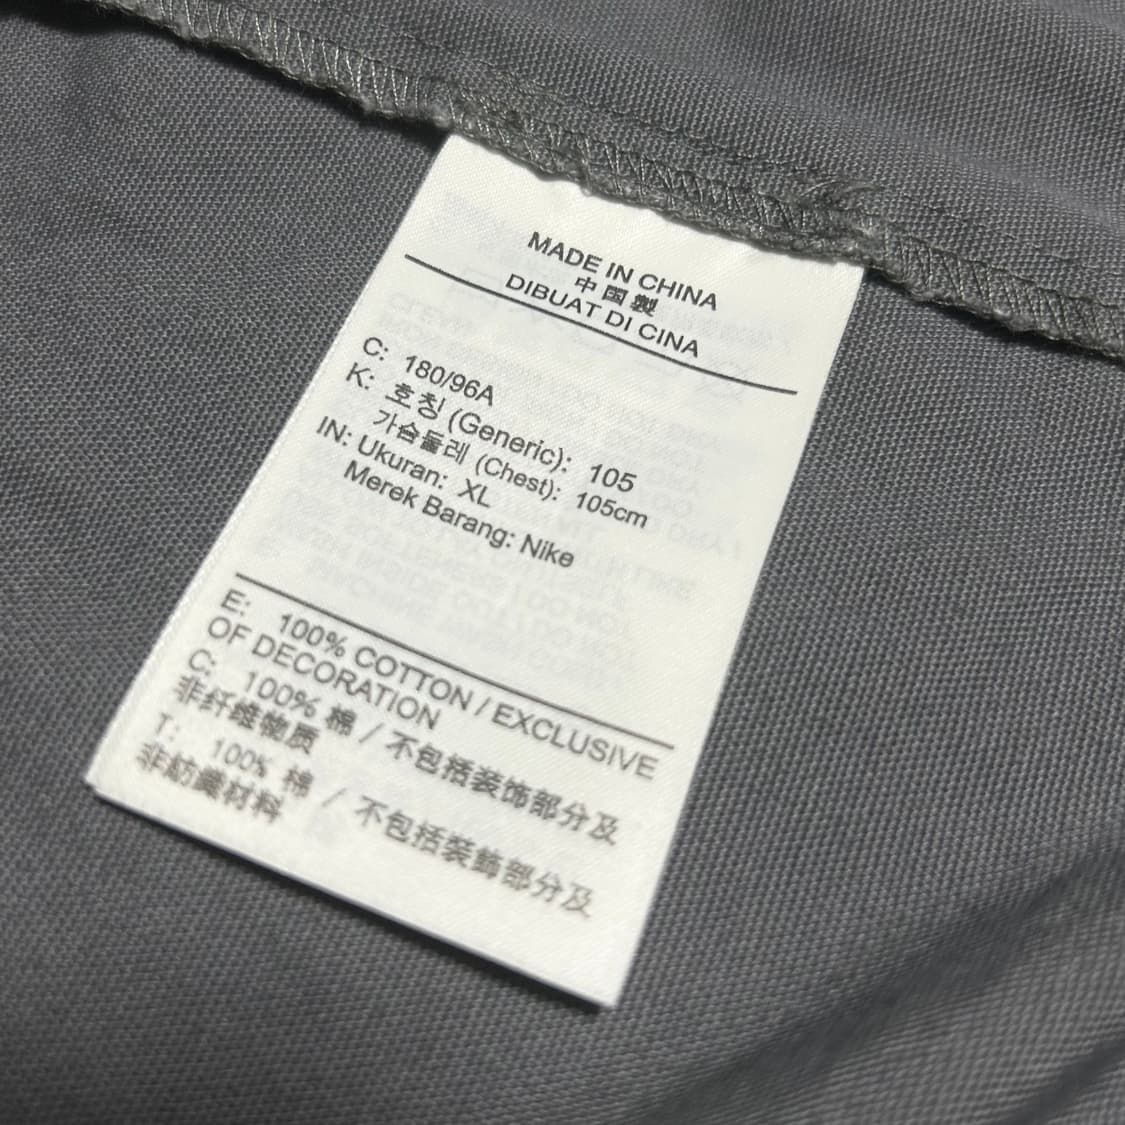 MADE IN CHINA
中国製
DIBUAT DI CINA
C: 180/96A
K: 호칭 (Generic): 105
가슴둘레 (Chest): 105cm
IN: Ukuran: XL
Merek Barang: Nike
E: 100% COTTON / EXCLUSIVE
OF DECORATION
C: 100% 棉 / 不包括装饰部分及
非纤维物质
T: 100% 棉 / 不包括裝飾部分及
非紡織材料